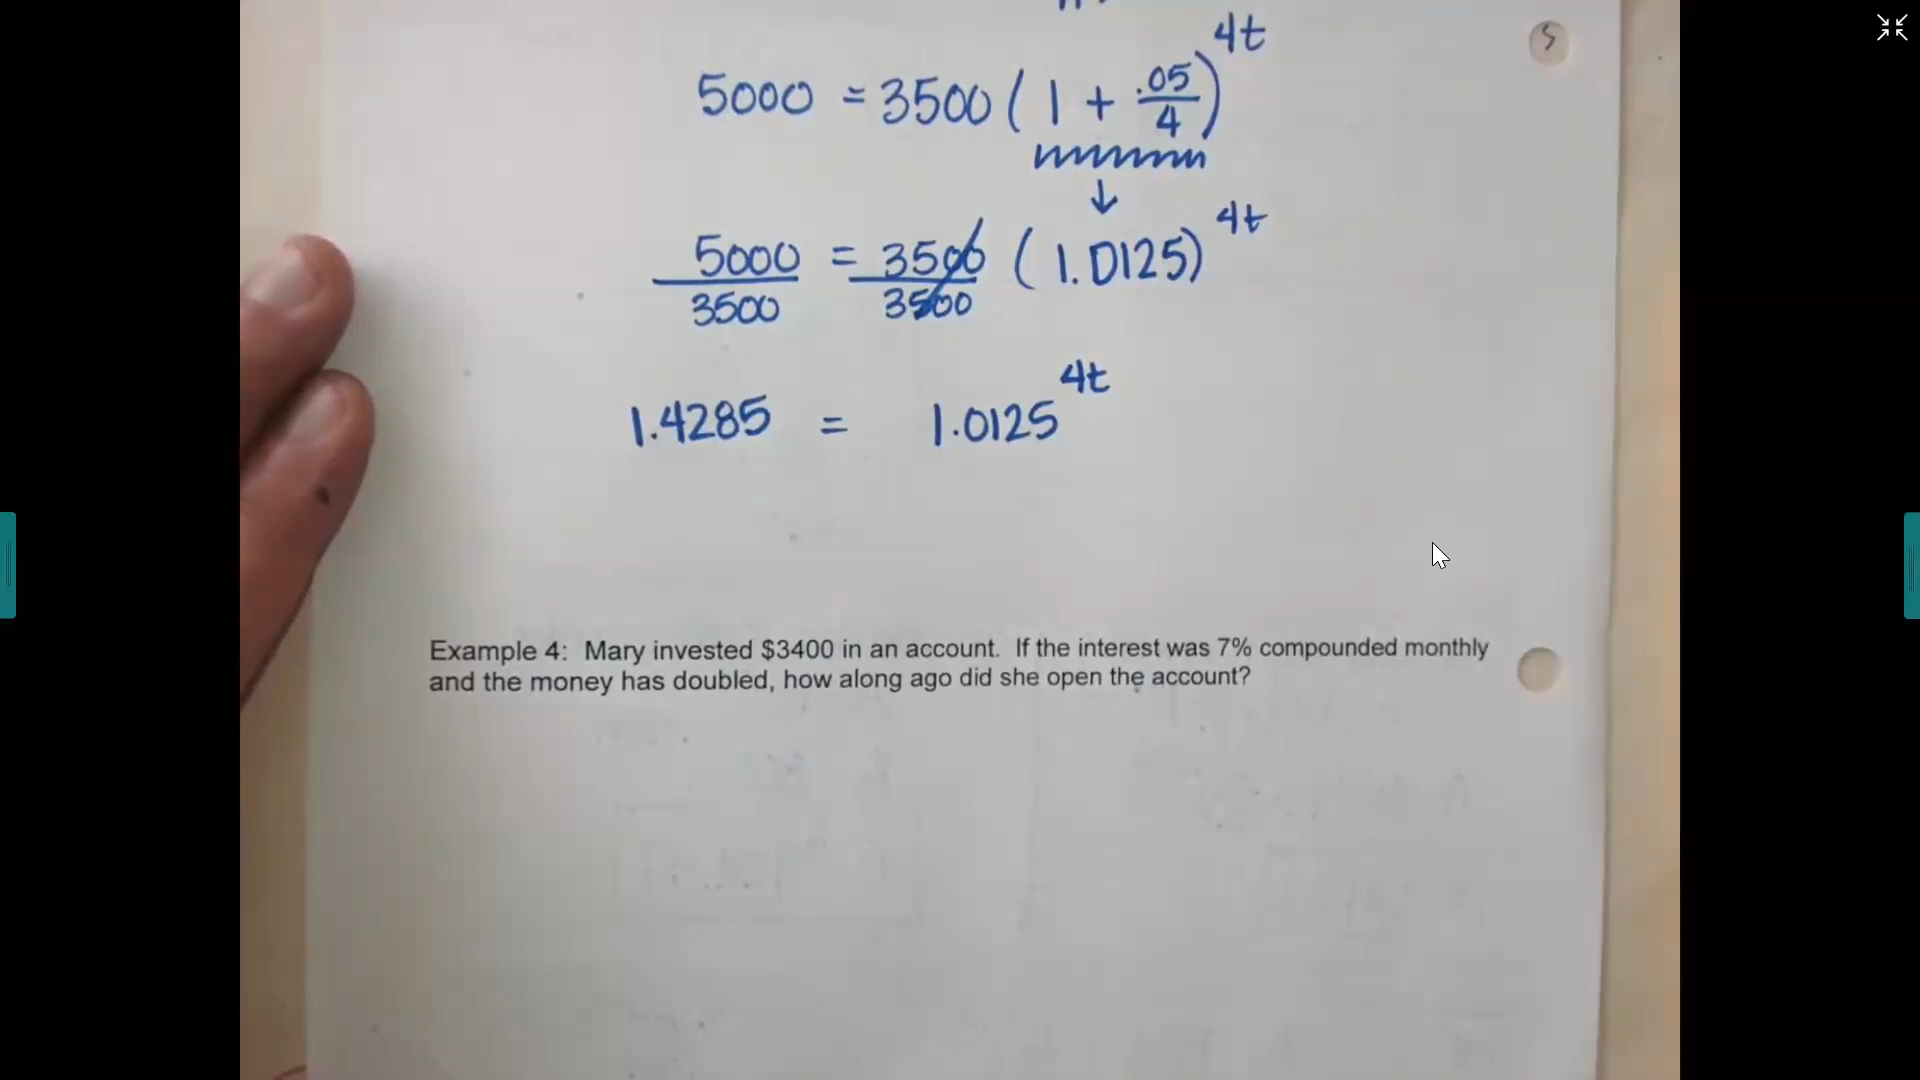 5000 = 3500 ( 1 + .05/4 )^4t
5000/3500 = 3500/3500 ( 1.0125)^4t
1.4285 = 1.0125^4t
Example 4: Mary invested $3400 in an account. If the interest was 7% compounded monthly
and the money has doubled, how along ago did she open the account?